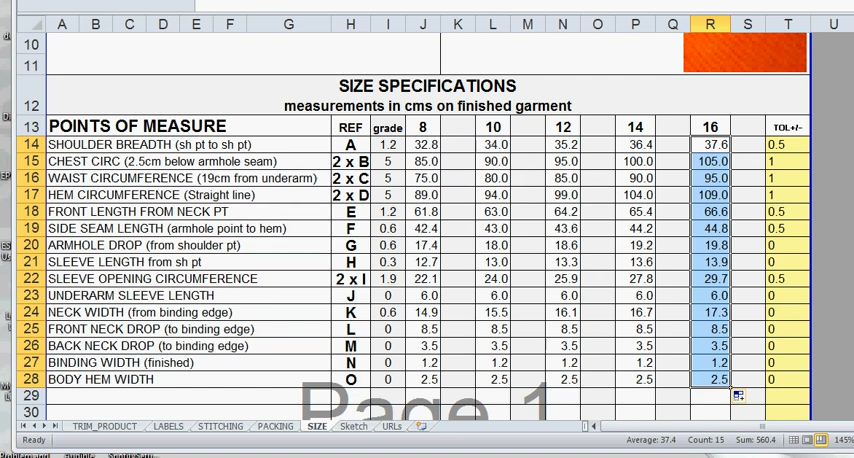 A B C D E F G H I J K L M N O P Q R S T U
10
11
12 SIZE SPECIFICATIONS
measurements in cms on finished garment
13 POINTS OF MEASURE REF grade 8 10 12 14 16 TOL+/-
14 SHOULDER BREADTH (sh pt to sh pt) A 1.2 32.8 34.0 35.2 36.4 37.6 0.5
15 CHEST CIRC (2.5cm below armhole seam) 2 x B 5 85.0 90.0 95.0 100.0 105.0 1
16 WAIST CIRCUMFERENCE (19cm from underarm) 2 x C 5 75.0 80.0 85.0 90.0 95.0 1
17 HEM CIRCUMFERENCE (Straight line) 2 x D 5 89.0 94.0 99.0 104.0 109.0 1
18 FRONT LENGTH FROM NECK PT E 1.2 61.8 63.0 64.2 65.4 66.6 0.5
19 SIDE SEAM LENGTH (armhole point to hem) F 0.6 42.4 43.0 43.6 44.2 44.8 0.5
20 ARMHOLE DROP (from shoulder pt) G 0.6 17.4 18.0 18.6 19.2 19.8 0
21 SLEEVE LENGTH from sh pt H 0.3 12.7 13.0 13.3 13.6 13.9 0
22 SLEEVE OPENING CIRCUMFERENCE 2 x I 1.9 22.1 24.0 25.9 27.8 29.7 0.5
23 UNDERARM SLEEVE LENGTH J 0 6.0 6.0 6.0 6.0 6.0 0
24 NECK WIDTH (from binding edge) K 0.6 14.9 15.5 16.1 16.7 17.3 0
25 FRONT NECK DROP (to binding edge) L 0 8.5 8.5 8.5 8.5 8.5 0
26 BACK NECK DROP (to binding edge) M 0 3.5 3.5 3.5 3.5 3.5 0
27 BINDING WIDTH (finished) N 0 1.2 1.2 1.2 1.2 1.2 0
28 BODY HEM WIDTH O 0 2.5 2.5 2.5 2.5 2.5 0
29
30
Page 1
TRIM_PRODUCT LABELS STITCHING PACKING SIZE Sketch URLs
Ready Average: 37.4 Count: 15 Sum: 560.4 145%